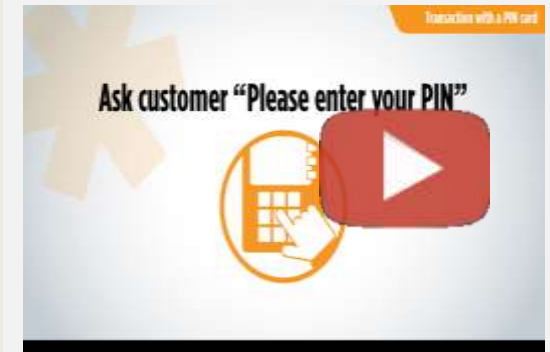 Transaction with a PIN card
Ask customer “Please enter your PIN”